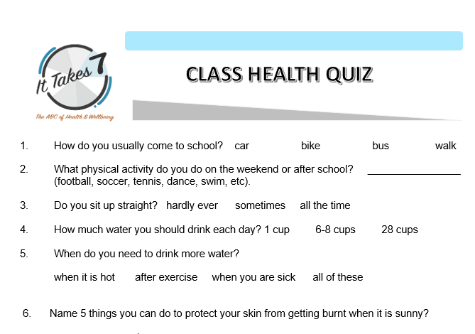 It Takes 7
The ABC of Health & Wellbeing
CLASS HEALTH QUIZ
1. How do you usually come to school? car bike bus walk
2. What physical activity do you do on the weekend or after school?
(football, soccer, tennis, dance, swim, etc).
3. Do you sit up straight? hardly ever sometimes all the time
4. How much water you should drink each day? 1 cup 6-8 cups 28 cups
5. When do you need to drink more water?
when it is hot after exercise when you are sick all of these
6. Name 5 things you can do to protect your skin from getting burnt when it is sunny?